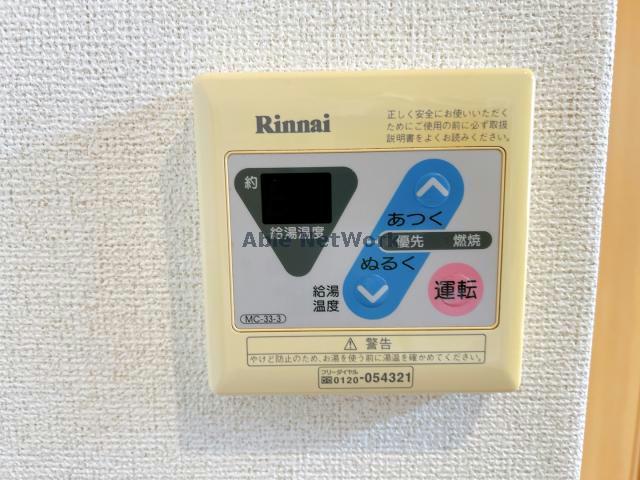 Rinnai
正しく安全にお使いいただく
ためにご使用の前に必ず取扱
説明書をよくお読みください。
約
給湯温度
あつく
Able NetWork
優先 燃焼
ぬるく
給湯
温度
運転
MC-33-3
⚠ 警告
やけど防止のため、お湯を使う前に湯温を確かめてください。
フリーダイヤル
0120-054321